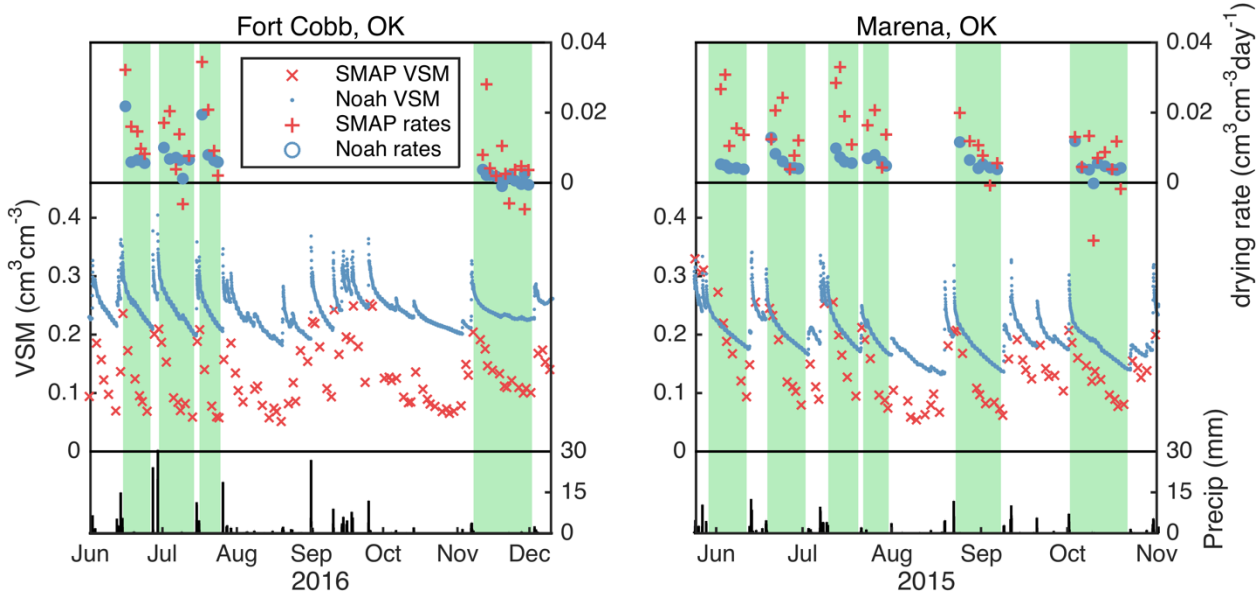 Fort Cobb, OK
Marena, OK
SMAP VSM
Noah VSM
SMAP rates
Noah rates
0.04
0.02
0
0.04
0.02
0
drying rate (cm³cm⁻³day⁻¹)
VSM (cm³cm⁻³)
0.4
0.3
0.2
0.1
0
0.4
0.3
0.2
0.1
0
30
15
0
30
15
0
Precip (mm)
Jun Jul Aug Sep Oct Nov Dec
2016
Jun Jul Aug Sep Oct Nov
2015